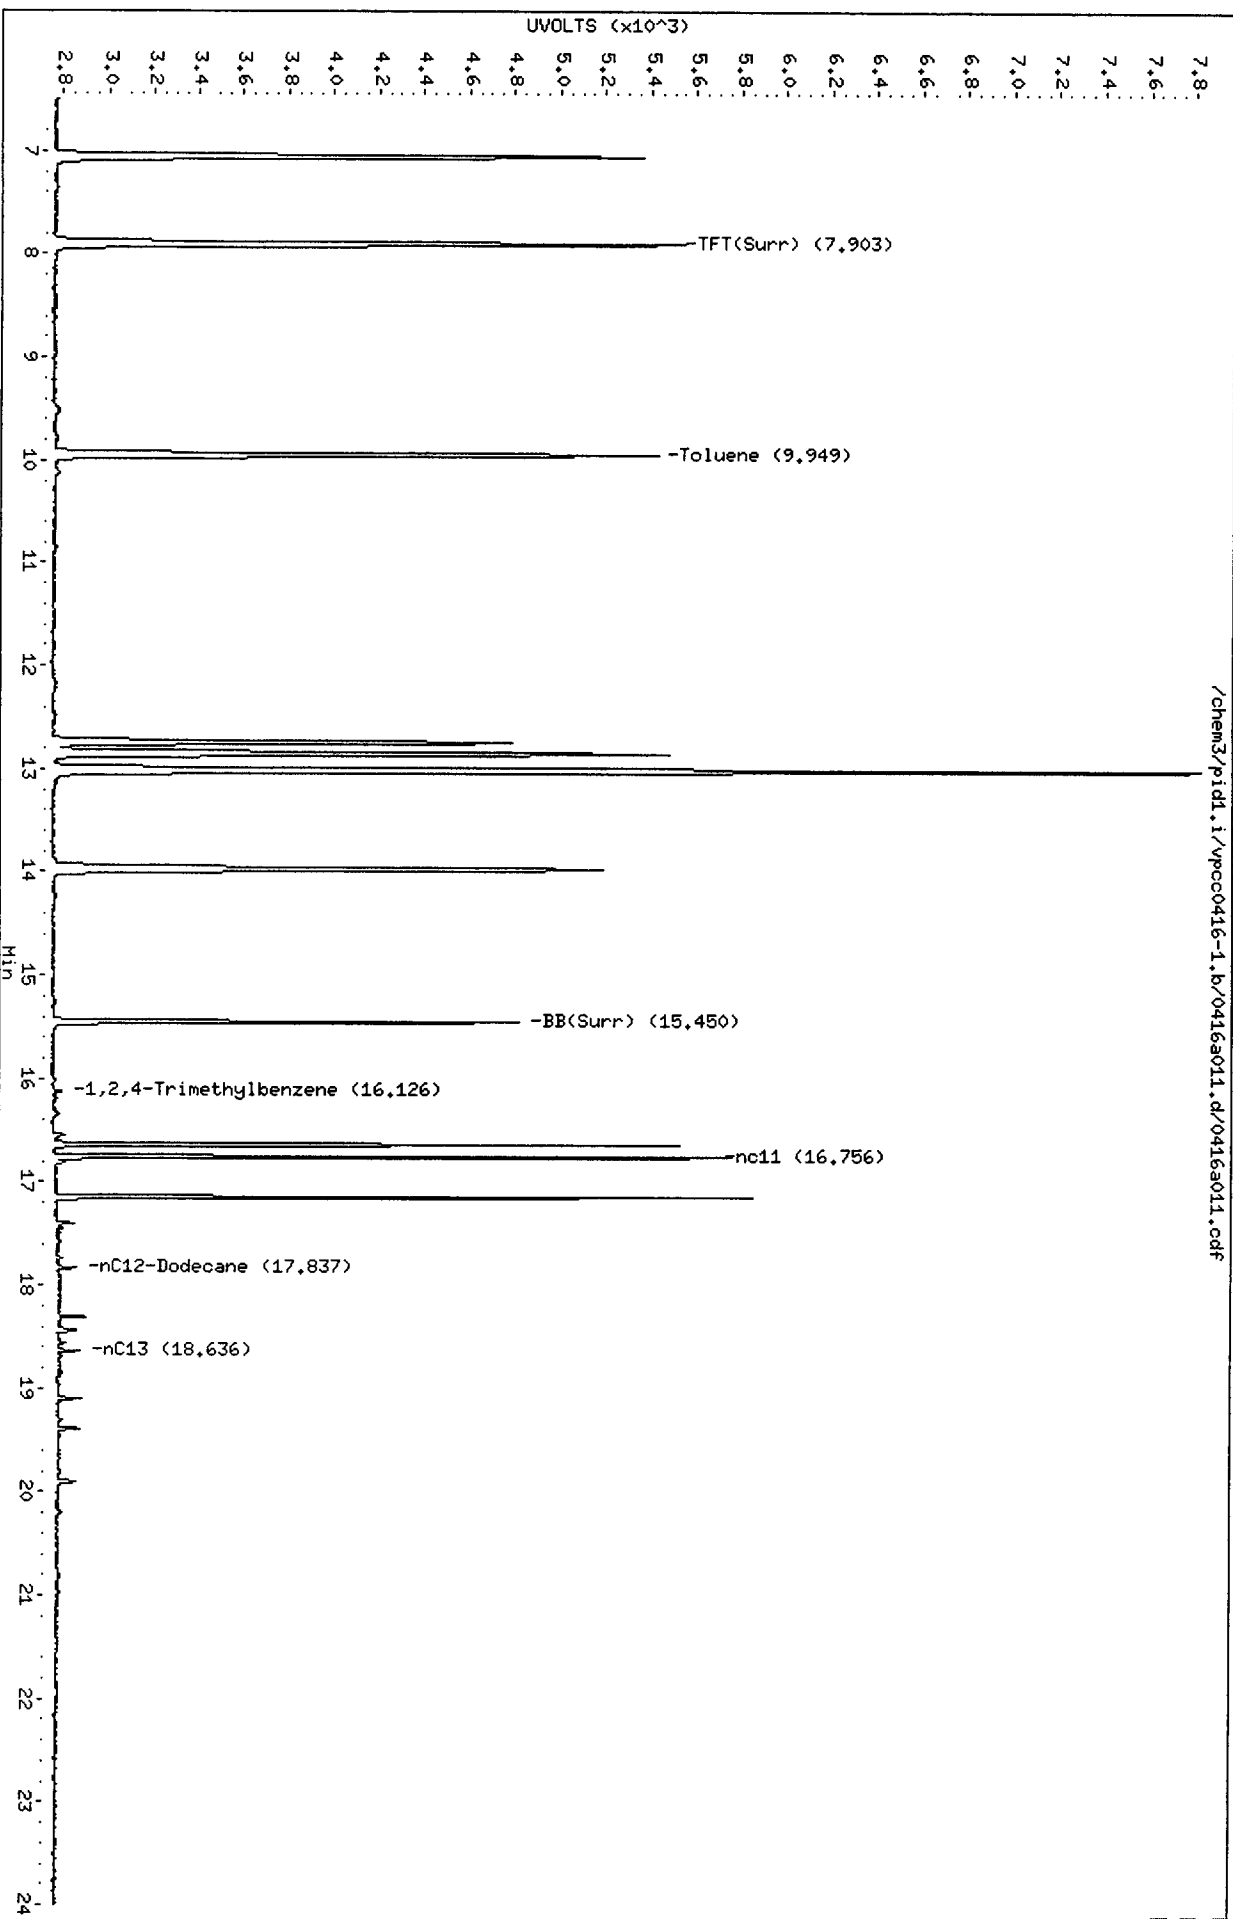 /chem3/pid1.i/vpcc0416-1.b/0416a011.d/0416a011.cdf
UVOLTS (x10^3)
7.8
7.6
7.4
7.2
7.0
6.8
6.6
6.4
6.2
6.0
5.8
5.6
5.4
5.2
5.0
4.8
4.6
4.4
4.2
4.0
3.8
3.6
3.4
3.2
3.0
2.8
-TFT(Surr) (7.903)
-Toluene (9.949)
-BB(Surr) (15.450)
-1,2,4-Trimethylbenzene (16.126)
-nc11 (16.756)
-nC12-Dodecane (17.837)
-nC13 (18.636)
7 8 9 10 11 12 13 14 15 16 17 18 19 20 21 22 23 24
Min